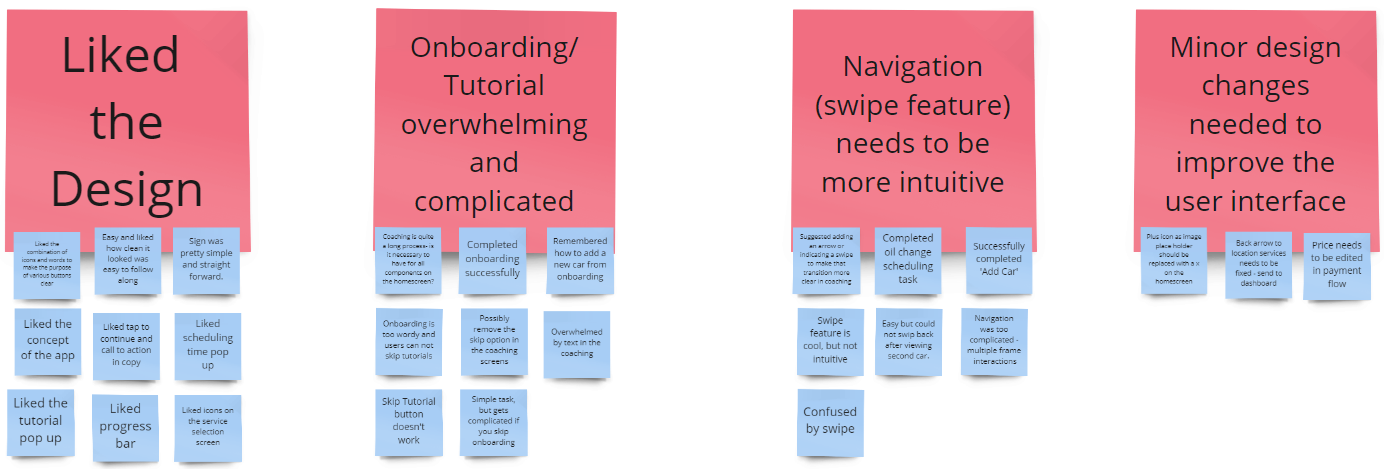 Liked
the
Design
Liked the
combination of
icons and words to
make the purpose
of various buttons
clear
Easy and liked
how clean it
looked was
easy to follow
along
Sign was
pretty simple
and straight
forward.
Liked the
concept
of the app
Liked tap to
continue and
call to action
in copy
Liked
scheduling
time pop
up
Liked the
tutorial
pop up
Liked
progress
bar
Liked icons on
the service
selection
screen
Onboarding/
Tutorial
overwhelming
and
complicated
Coaching is quite
a long process- is
it necessary to
have for all
components on
the homescreen?
Completed
onboarding
successfully
Remembered
how to add a
new car from
onboarding
Onboarding is
too wordy and
users can not
skip tutorials
Possibly
remove the
skip option in
the coaching
screens
Overwhelmed
by text in the
coaching
Skip Tutorial
button
doesn't
work
Simple task,
but gets
complicated if
you skip
onboarding
Navigation
(swipe feature)
needs to be
more intuitive
Suggested adding
an arrow or
indicating a swipe
to make that
transition more
clear in coaching
Completed
oil change
scheduling
task
Successfully
completed
'Add Car'
Swipe
feature is
cool, but not
intuitive
Easy but could
not swip back
after viewing
second car.
Navigation
was too
complicated -
multiple frame
interactions
Confused
by swipe
Minor design
changes
needed to
improve the
user interface
Plus icon as image
place holder
should be
replaced with a x
on the
homescreen
Back arrow to
location services
needs to be
fixed - send to
dashboard
Price needs
to be edited
in payment
flow